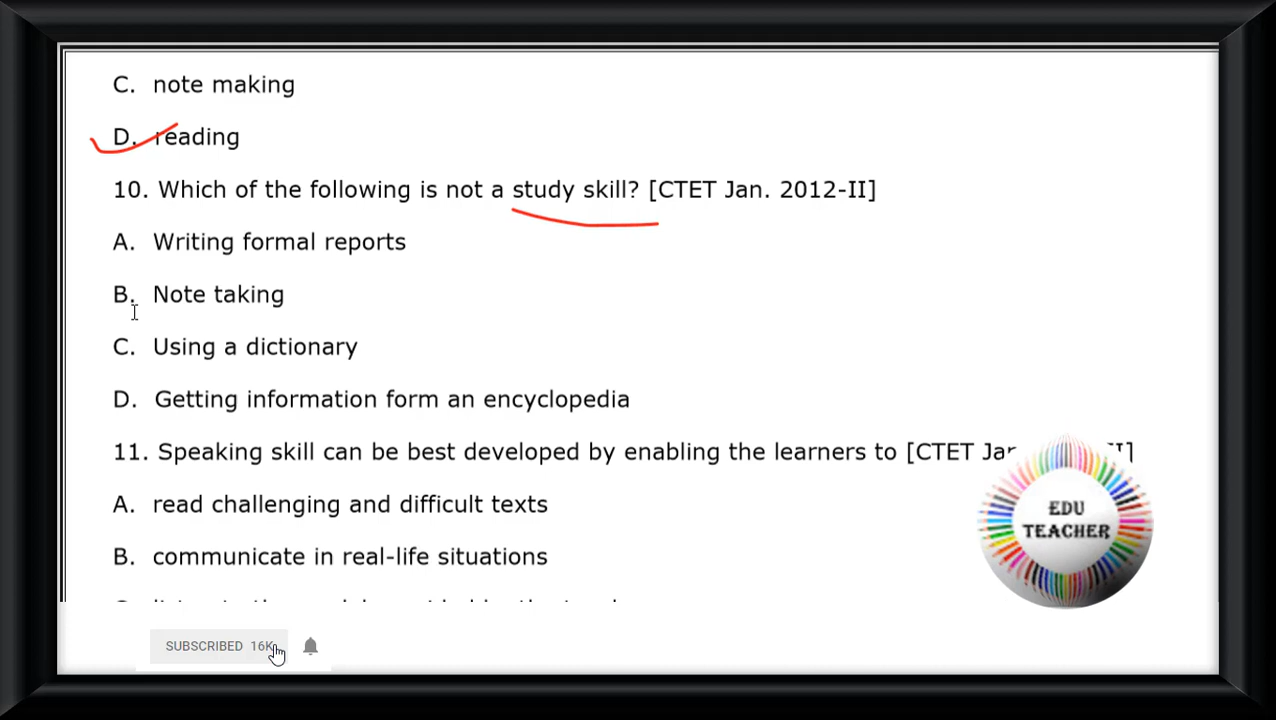 C. note making
D. reading
10. Which of the following is not a study skill? [CTET Jan. 2012-II]
A. Writing formal reports
B. Note taking
C. Using a dictionary
D. Getting information form an encyclopedia
11. Speaking skill can be best developed by enabling the learners to [CTET
A. read challenging and difficult texts
B. communicate in real-life situations
EDU
TEACHER
SUBSCRIBED 16K